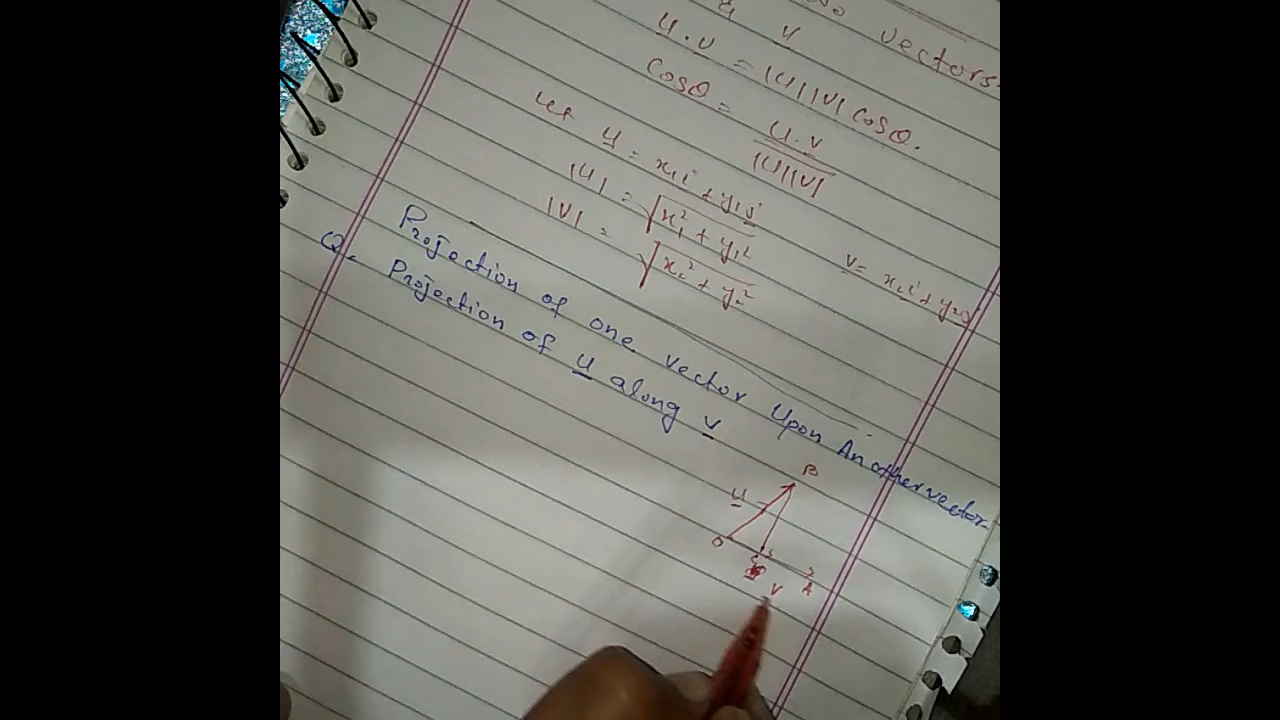 vectors.
u v
u . v = |u| |v| cosθ.
cosθ = u . v / |u| |v|
Let u = x₁i + y₁j v = x₂i + y₂j
|u| = √x₁² + y₁²
|v| = √x₂² + y₂²
Projection of one vector Upon Another vector.
Q. Projection of u along v
B
u
O C A
v